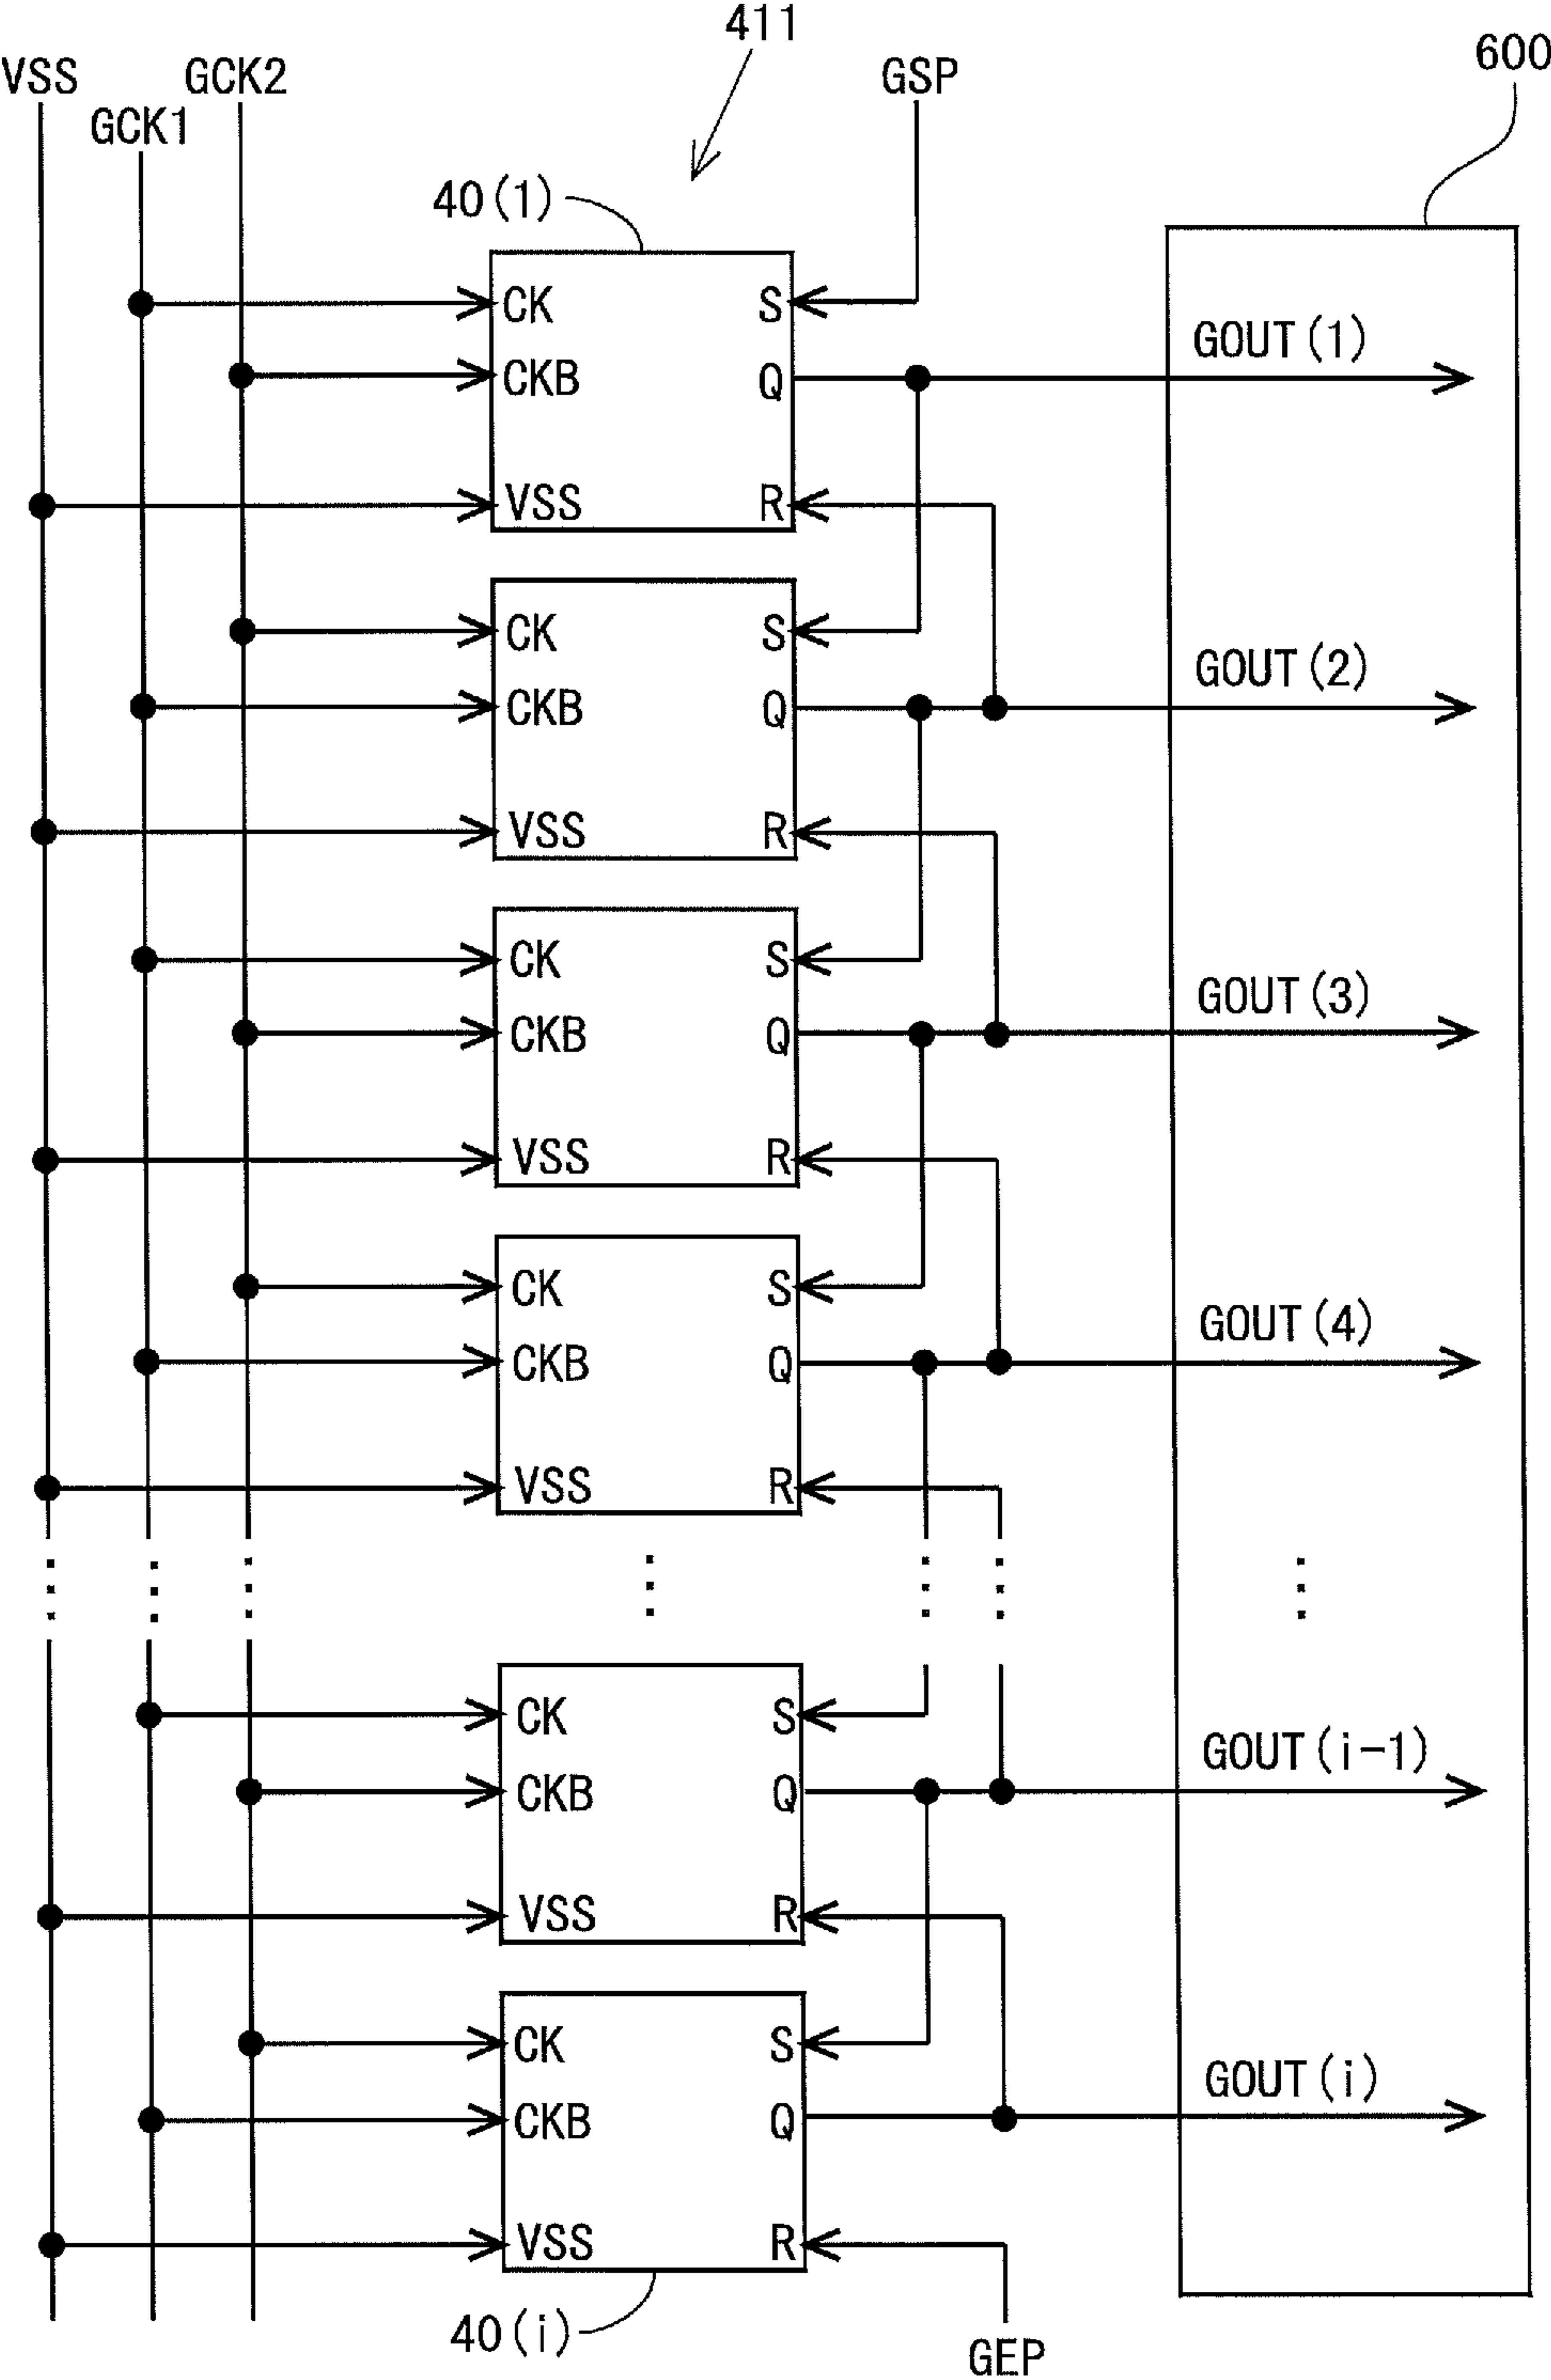 411
VSS
GCK2
GSP
600
GCK1
40(1)
CK
S
GOUT(1)
CKB
Q
VSS
R
CK
S
GOUT(2)
CKB
Q
VSS
R
CK
S
GOUT(3)
CKB
Q
VSS
R
CK
S
GOUT(4)
CKB
Q
VSS
R
CK
S
GOUT(i-1)
CKB
Q
VSS
R
CK
S
GOUT(i)
CKB
Q
VSS
R
40(i)
GEP